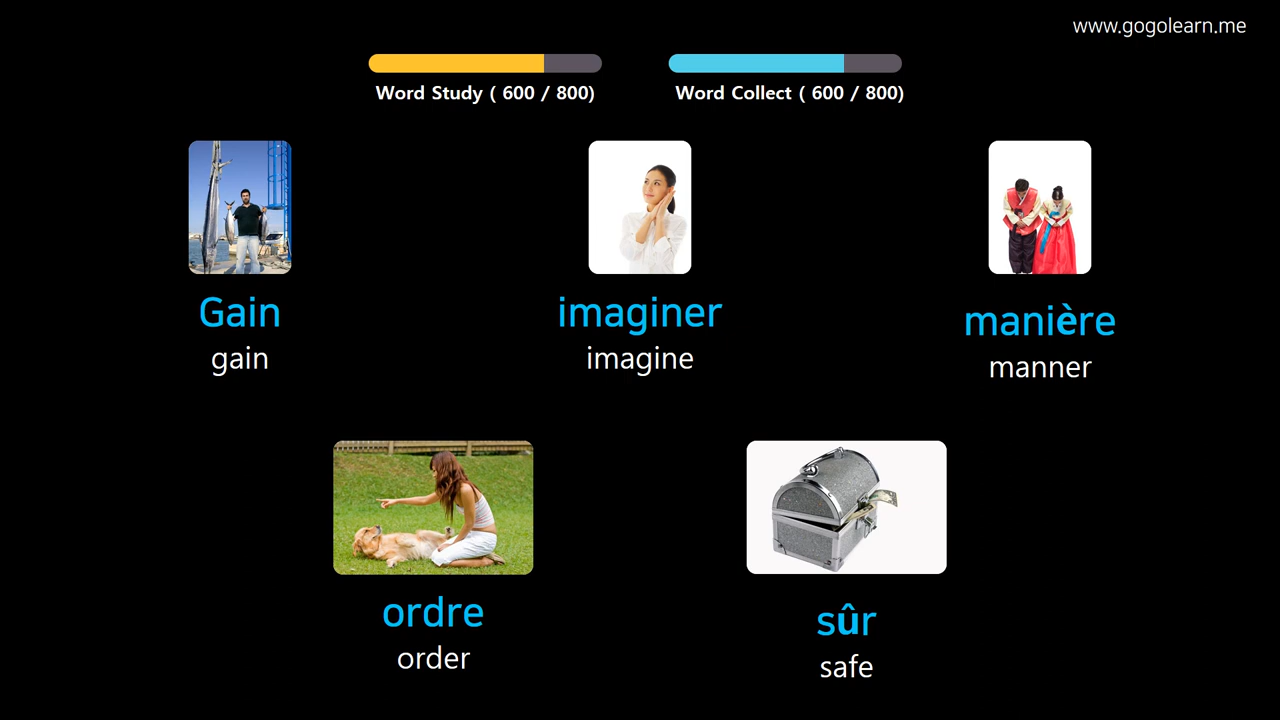 www.gogolearn.me
Word Study ( 600 / 800)
Word Collect ( 600 / 800)
Gain
gain
imaginer
imagine
manière
manner
ordre
order
sûr
safe